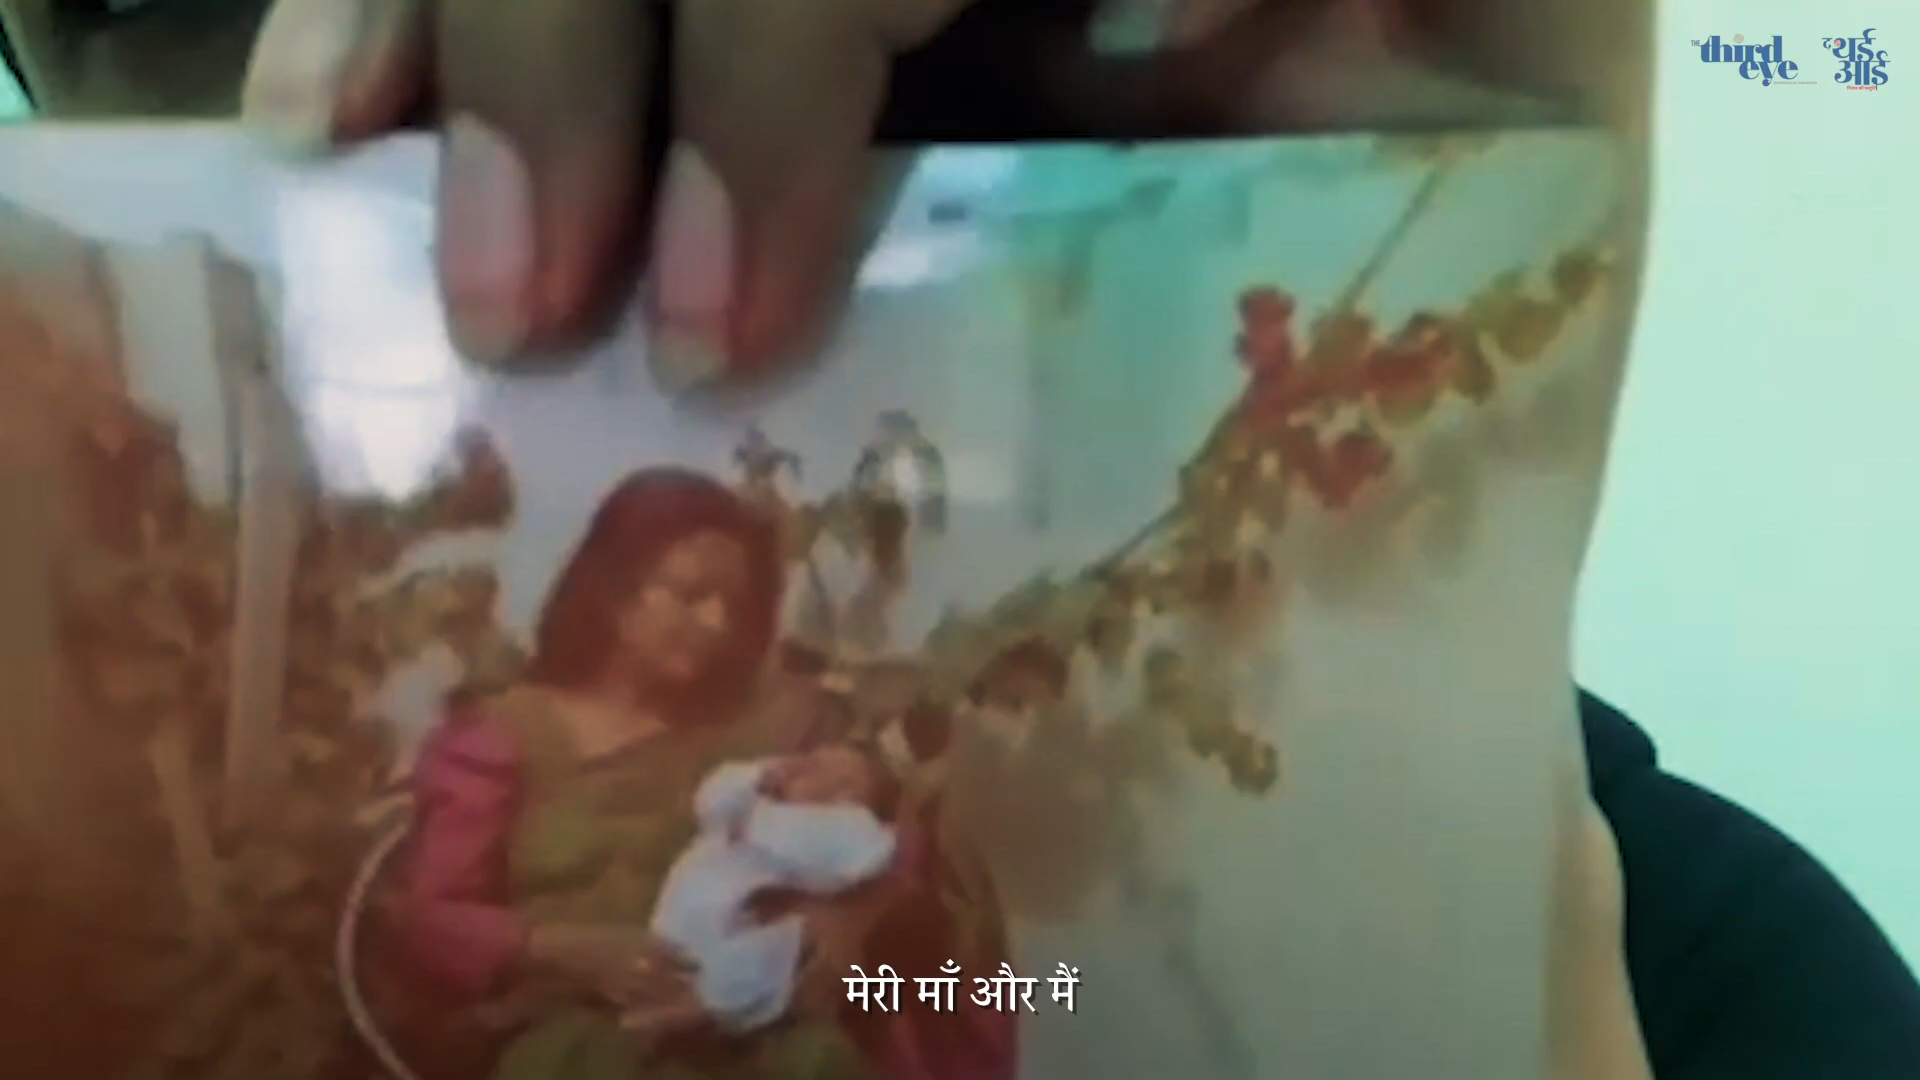 THE
third
eye
द थर्ड
आई
मेरी माँ और मैं